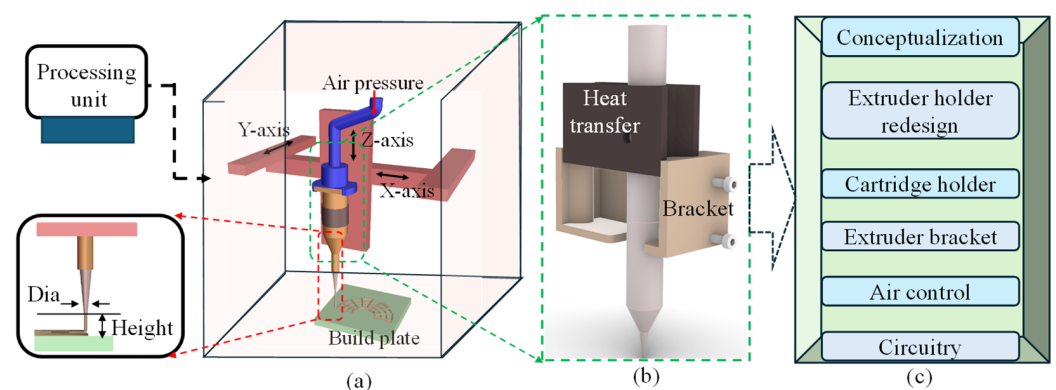 Processing
unit
Air pressure
Y-axis
Z-axis
X-axis
Dia
Height
Build plate
(a)
Heat
transfer
Bracket
(b)
Conceptualization
Extruder holder
redesign
Cartridge holder
Extruder bracket
Air control
Circuitry
(c)